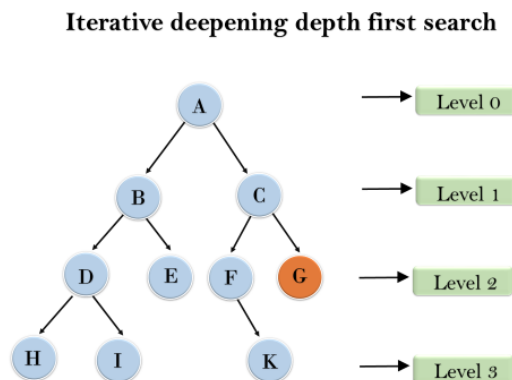 Iterative deepening depth first search
A
Level 0
B
C
Level 1
D
E
F
G
Level 2
H
I
K
Level 3